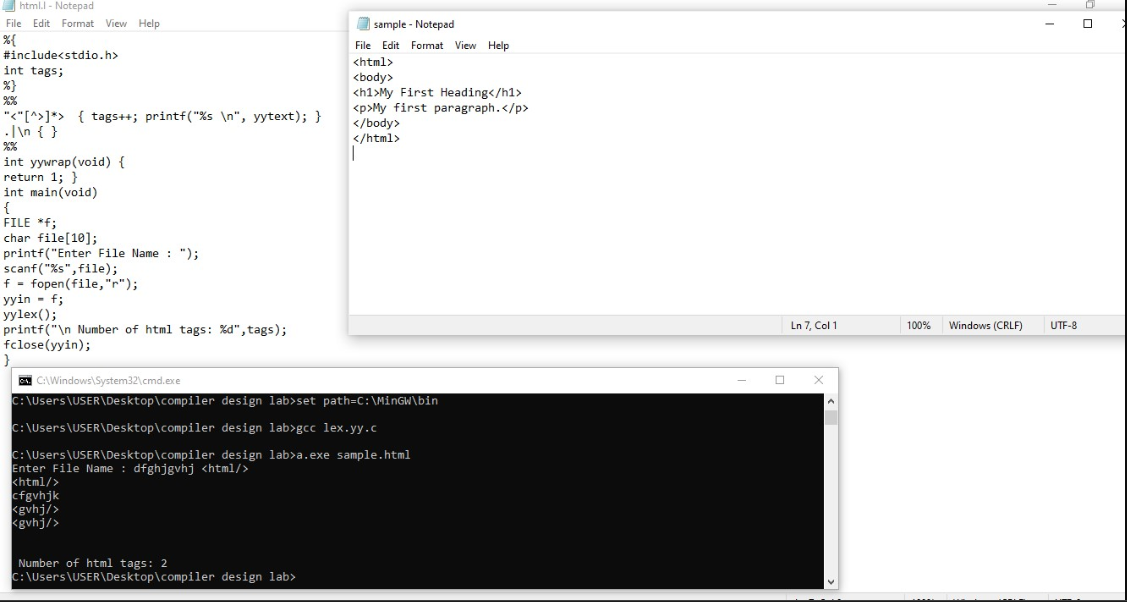 html.l - Notepad
File Edit Format View Help
%{
#include<stdio.h>
int tags;
%}
%%
"<"[^>]*> { tags++; printf("%s \n", yytext); }
.|\n { }
%%
int yywrap(void) {
return 1; }
int main(void)
{
FILE *f;
char file[10];
printf("Enter File Name : ");
scanf("%s",file);
f = fopen(file,"r");
yyin = f;
yylex();
printf("\n Number of html tags: %d",tags);
fclose(yyin);
}
sample - Notepad
File Edit Format View Help
<html>
<body>
<h1>My First Heading</h1>
<p>My first paragraph.</p>
</body>
</html>
Ln 7, Col 1 100% Windows (CRLF) UTF-8
C:\Windows\System32\cmd.exe
C:\Users\USER\Desktop\compiler design lab>set path=C:\MinGW\bin
C:\Users\USER\Desktop\compiler design lab>gcc lex.yy.c
C:\Users\USER\Desktop\compiler design lab>a.exe sample.html
Enter File Name : dfghjgvhj <html/>
<html/>
cfgvhjk
<gvhj/>
<gvhj/>
Number of html tags: 2
C:\Users\USER\Desktop\compiler design lab>